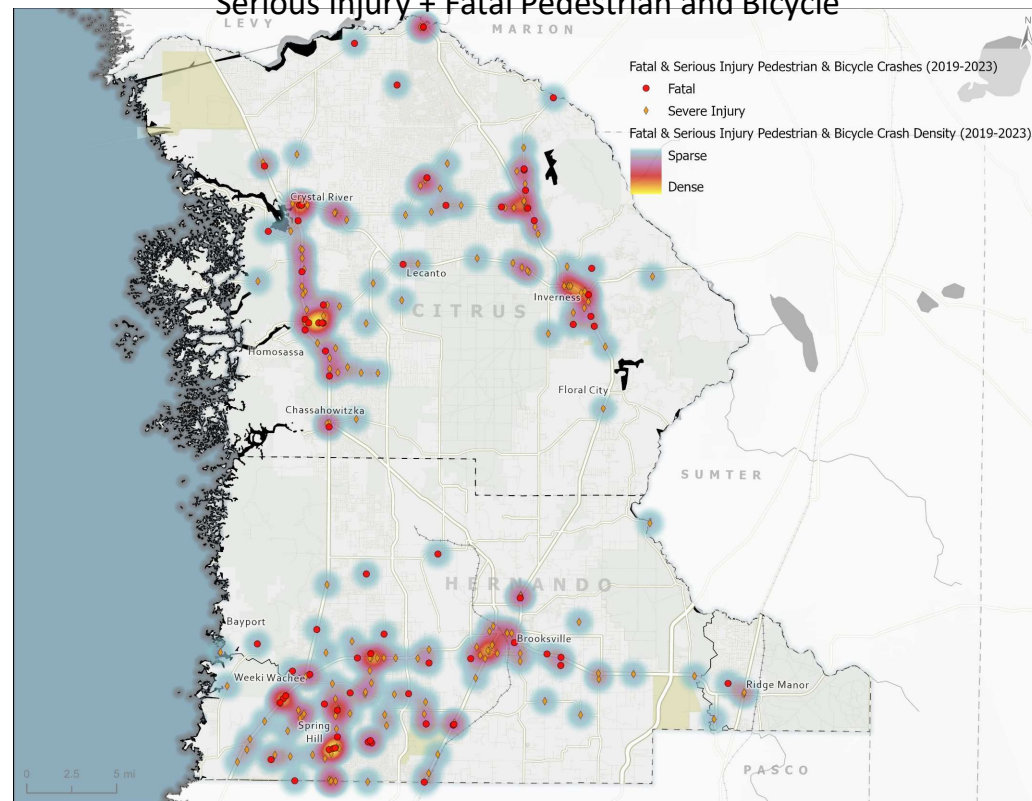 Serious Injury + Fatal Pedestrian and Bicycle
LEVY
MARION
N
Fatal & Serious Injury Pedestrian & Bicycle Crashes (2019-2023)
Fatal
Severe Injury
Fatal & Serious Injury Pedestrian & Bicycle Crash Density (2019-2023)
Sparse
Dense
Crystal River
Lecanto
Inverness
CITRUS
Homosassa
Floral City
Chassahowitzka
SUMTER
HERNANDO
Bayport
Brooksville
Weeki Wachee
Ridge Manor
Spring
Hill
0 2.5 5 mi
PASCO